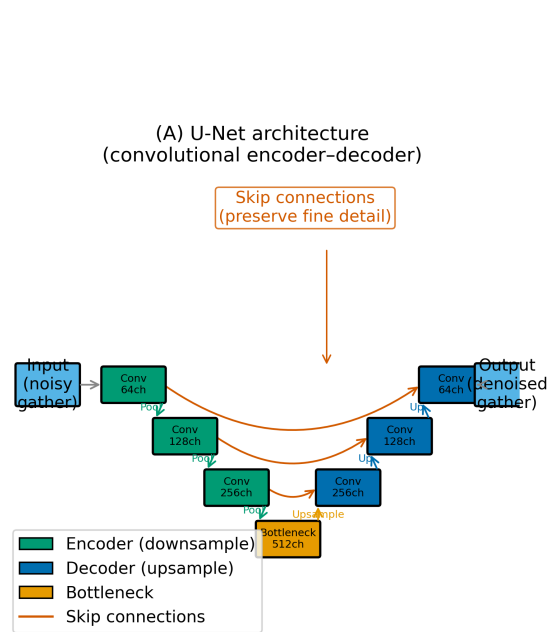 (A) U-Net architecture
(convolutional encoder–decoder)
Skip connections
(preserve fine detail)
Input
(noisy
gather)
Conv
64ch
Conv
64ch
Output
(denoised
gather)
Pool
Up
Conv
128ch
Conv
128ch
Pool
Up
Conv
256ch
Conv
256ch
Pool
Upsample
Bottleneck
512ch
Encoder (downsample)
Decoder (upsample)
Bottleneck
Skip connections